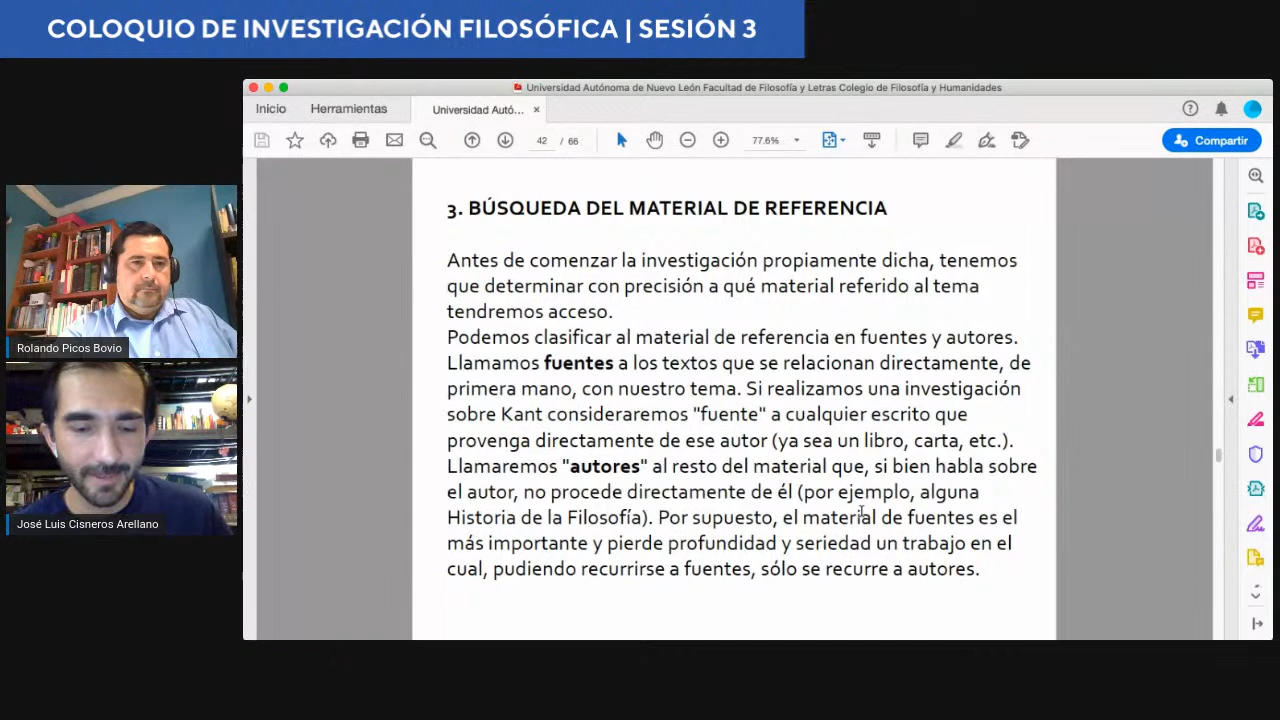 COLOQUIO DE INVESTIGACIÓN FILOSÓFICA | SESIÓN 3
Universidad Autónoma de Nuevo León Facultad de Filosofía y Letras Colegio de Filosofía y Humanidades
Inicio Herramientas Universidad Autó... ×
42 / 66 77.6% Compartir
3. BÚSQUEDA DEL MATERIAL DE REFERENCIA
Antes de comenzar la investigación propiamente dicha, tenemos
que determinar con precisión a qué material referido al tema
tendremos acceso.
Podemos clasificar al material de referencia en fuentes y autores.
Llamamos fuentes a los textos que se relacionan directamente, de
primera mano, con nuestro tema. Si realizamos una investigación
sobre Kant consideraremos "fuente" a cualquier escrito que
provenga directamente de ese autor (ya sea un libro, carta, etc.).
Llamaremos "autores" al resto del material que, si bien habla sobre
el autor, no procede directamente de él (por ejemplo, alguna
Historia de la Filosofía). Por supuesto, el material de fuentes es el
más importante y pierde profundidad y seriedad un trabajo en el
cual, pudiendo recurrirse a fuentes, sólo se recurre a autores.
Rolando Picos Bovio
José Luis Cisneros Arellano